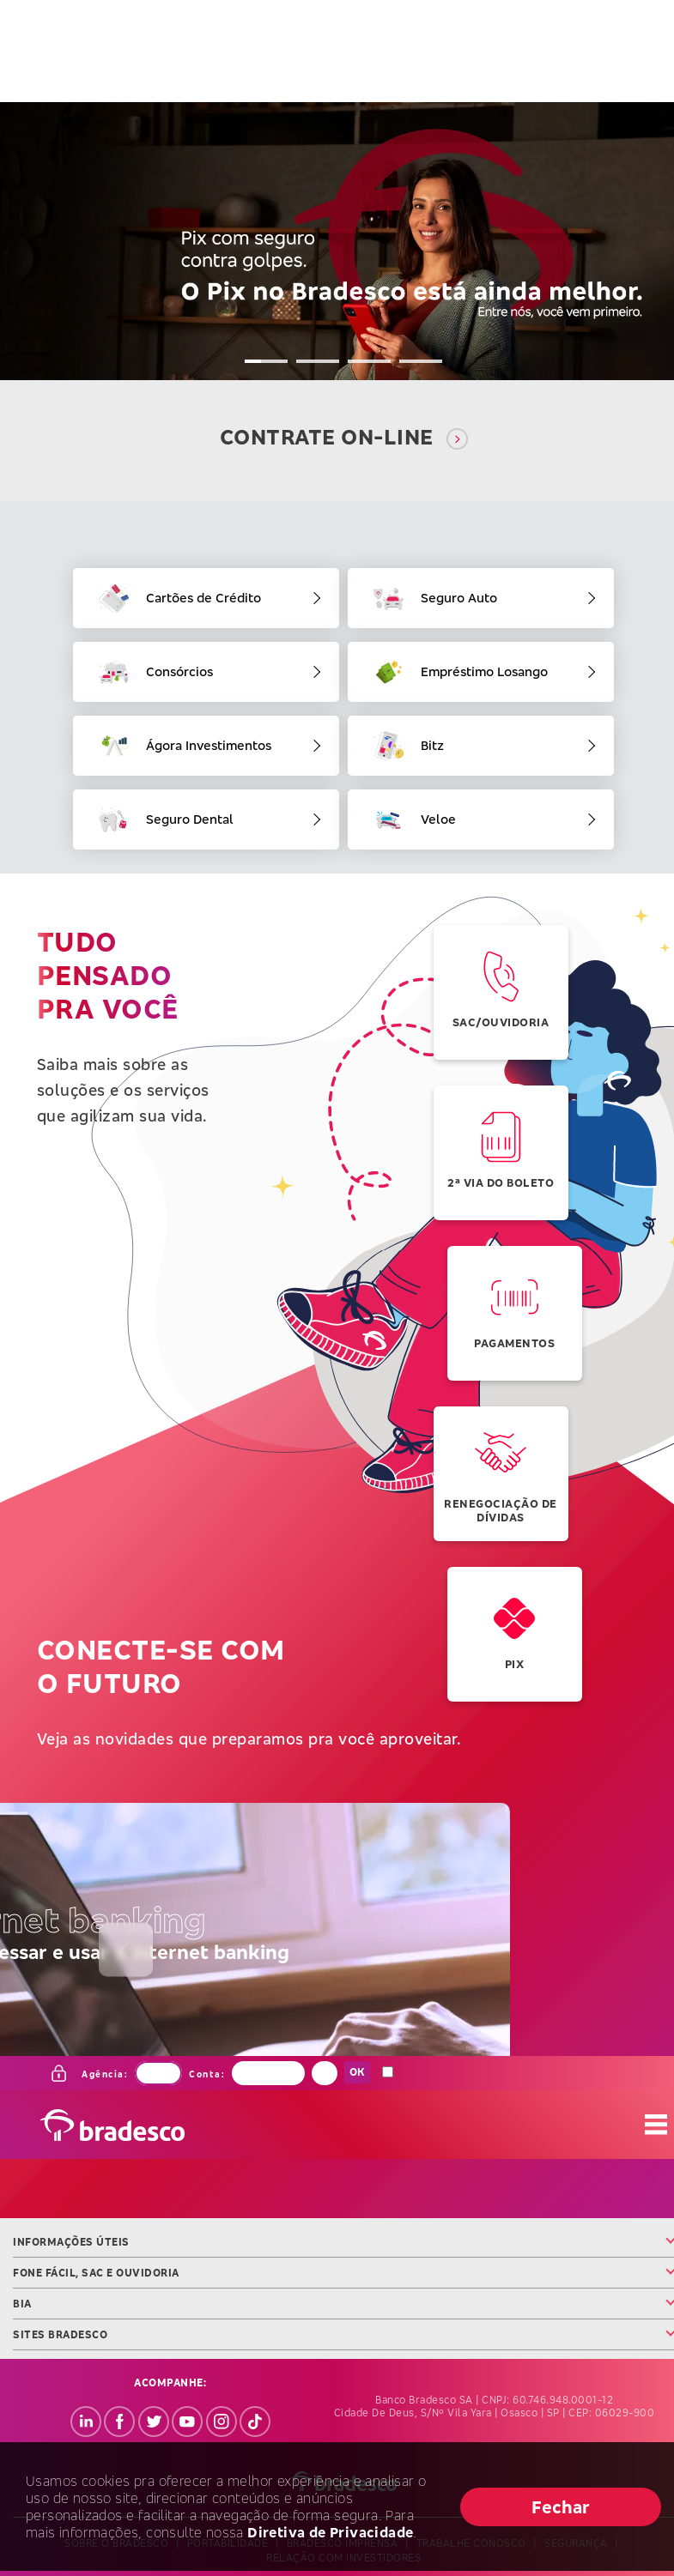 Pix com seguro
contra golpes.
O Pix no Bradesco está ainda melhor.
Entre nós, você vem primeiro.
CONTRATE ON-LINE
Cartões de Crédito
Seguro Auto
Consórcios
Empréstimo Losango
Ágora Investimentos
Bitz
Seguro Dental
Veloe
TUDO
PENSADO
PRA VOCÊ
Saiba mais sobre as
soluções e os serviços
que agilizam sua vida.
SAC/OUVIDORIA
2ª VIA DO BOLETO
PAGAMENTOS
RENEGOCIAÇÃO DE
DÍVIDAS
PIX
CONECTE-SE COM
O FUTURO
Veja as novidades que preparamos pra você aproveitar.
rnet banking
essar e usar o internet banking
Agência:
Conta:
OK
bradesco
INFORMAÇÕES ÚTEIS
FONE FÁCIL, SAC E OUVIDORIA
BIA
SITES BRADESCO
ACOMPANHE:
Banco Bradesco SA | CNPJ: 60.746.948.0001-12
Cidade De Deus, S/Nº Vila Yara | Osasco | SP | CEP: 06029-900
bradesco
Usamos cookies pra oferecer a melhor experiência e analisar o
uso de nosso site, direcionar conteúdos e anúncios
personalizados e facilitar a navegação de forma segura. Para
mais informações, consulte nossa Diretiva de Privacidade.
Fechar
SOBRE O BRADESCO | PORTABILIDADE | BRADESCO IMPRENSA | TRABALHE CONOSCO | SEGURANÇA |
RELAÇÃO COM INVESTIDORES